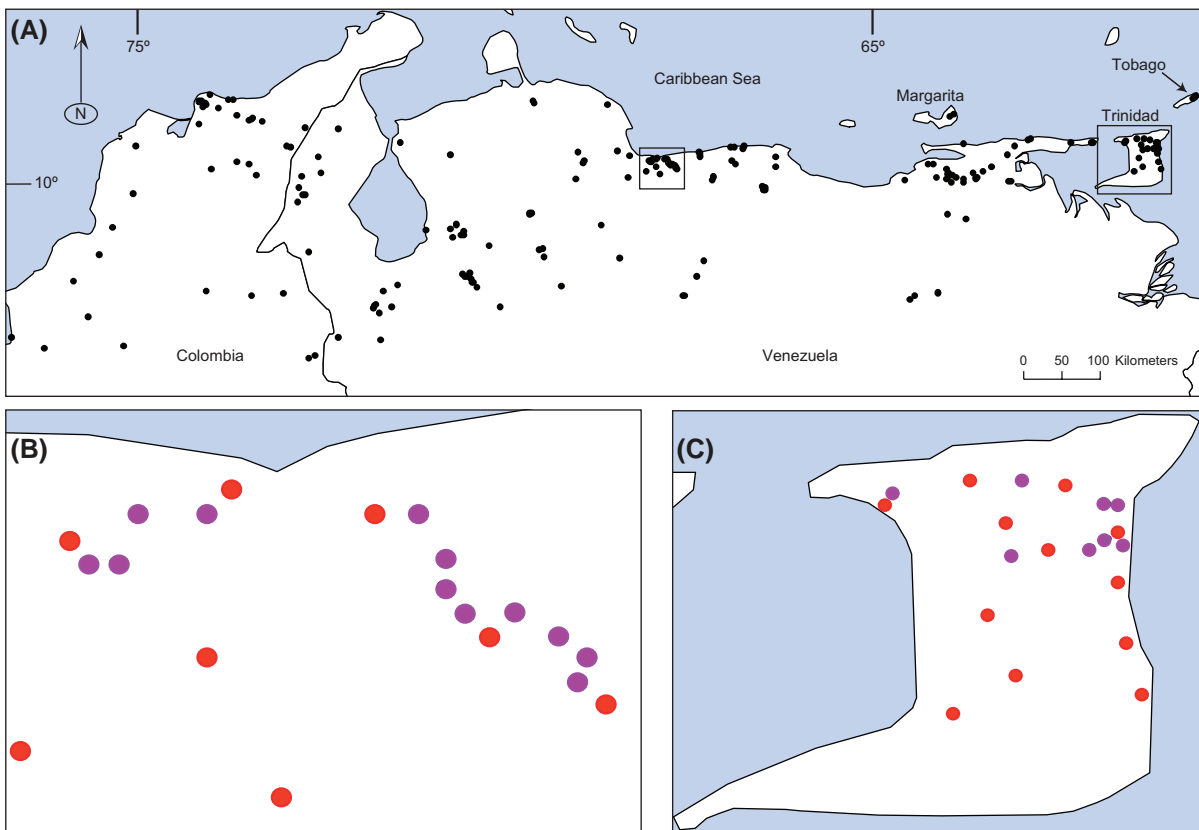 (A)
75º
65º
Caribbean Sea
Tobago
Margarita
Trinidad
N
10º
Colombia
Venezuela
0 50 100 Kilometers
(B)
(C)